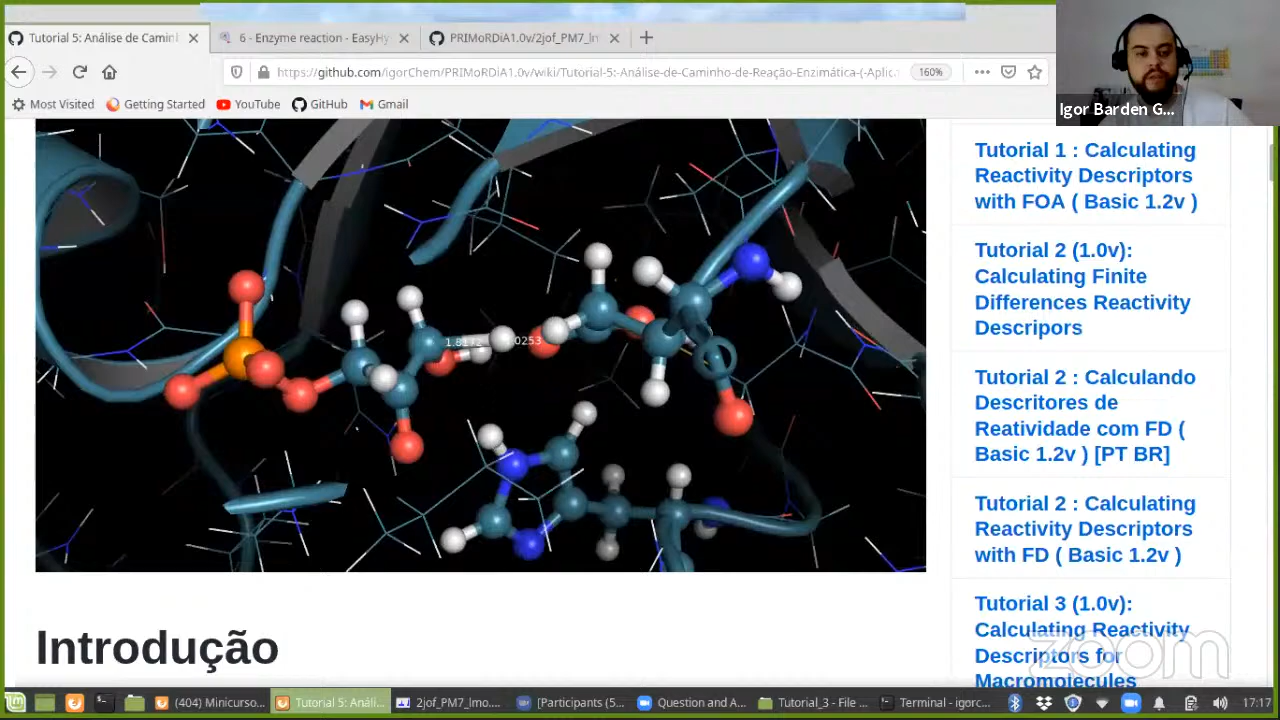 Tutorial 5: Análise de Camin
6 - Enzyme reaction - EasyHy
PRIMoRDiA1.0v/2jof_PM7_ln
https://github.com/igorChem/PRIMoRDiA1.0v/wiki/Tutorial-5:-Análise-de-Caminho-de-Reação-Enzimática-(-Aplic.
160%
Most Visited
Getting Started
YouTube
GitHub
Gmail
Igor Barden G...
1.8172
.0253
Tutorial 1 : Calculating
Reactivity Descriptors
with FOA ( Basic 1.2v )
Tutorial 2 (1.0v):
Calculating Finite
Differences Reactivity
Descripors
Tutorial 2 : Calculando
Descritores de
Reatividade com FD (
Basic 1.2v ) [PT BR]
Tutorial 2 : Calculating
Reactivity Descriptors
with FD ( Basic 1.2v )
Tutorial 3 (1.0v):
Calculating Reactivity
Descriptors for
Macromolecules
Introdução
zoom
(404) Minicurso...
Tutorial 5: Análi...
2jof_PM7_lmo....
[Participants (5...
Question and A...
Tutorial_3 - File ...
Terminal - igorc...
17:17